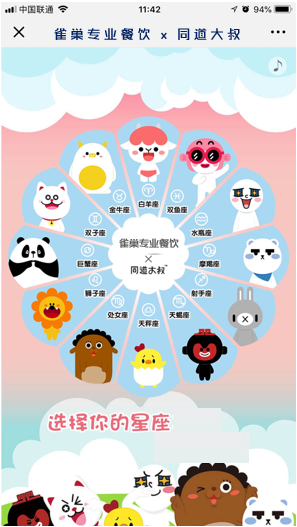 中国联通
11:42
94%
雀巢专业餐饮 x 同道大叔
白羊座
金牛座
双鱼座
双子座
水瓶座
雀巢专业餐饮
×
同道大叔
巨蟹座
摩羯座
狮子座
射手座
处女座
天蝎座
天秤座
选择你的星座